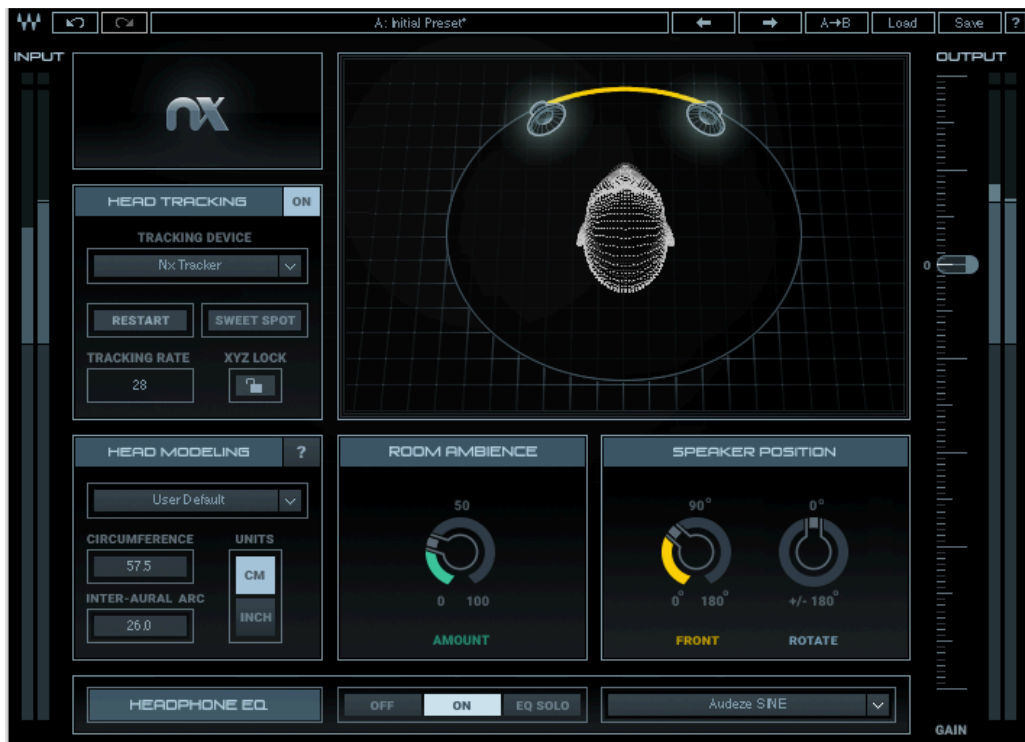 A: Initial Preset*
A→B
Load
Save
?
INPUT
OUTPUT
nx
HEAD TRACKING
ON
TRACKING DEVICE
Nx Tracker
RESTART
SWEET SPOT
TRACKING RATE
XYZ LOCK
28
0
HEAD MODELING
?
User Default
CIRCUMFERENCE
UNITS
57.5
CM
INTER-AURAL ARC
26.0
INCH
ROOM AMBIENCE
50
0
100
AMOUNT
SPEAKER POSITION
90°
0°
0°
180°
+/- 180°
FRONT
ROTATE
HEADPHONE EQ
OFF
ON
EQ SOLO
Audeze SINE
GAIN